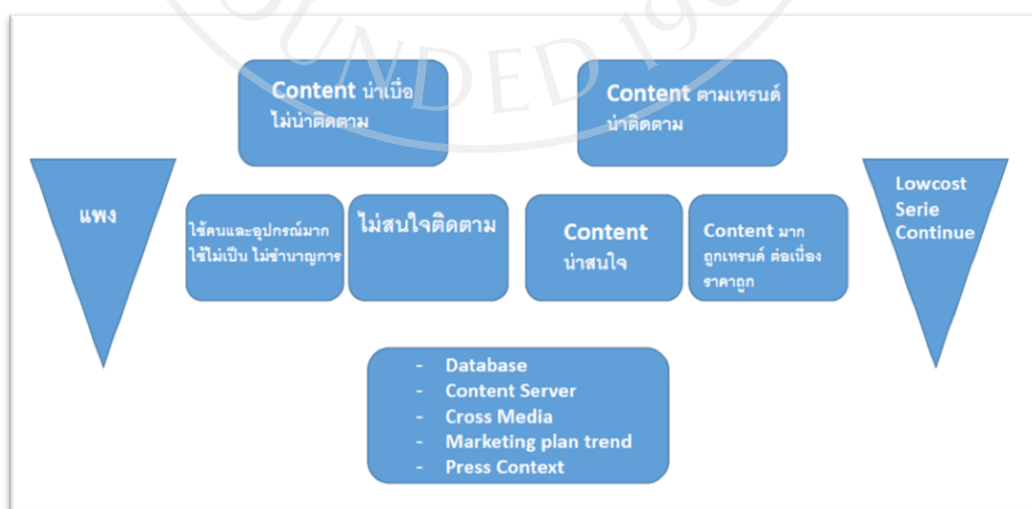 OUNDED 19
Content น่าเบื่อ
ไม่น่าติดตาม
Content ตามเทรนด์
น่าติดตาม
แพง
ใช้คนและอุปกรณ์มาก
ใช้ไม่เป็น ไม่ชำนาญการ
ไม่สนใจติดตาม
Content
น่าสนใจ
Content มาก
ถูกเทรนด์ ต่อเนื่อง
ราคาถูก
Lowcost
Serie
Continue
- Database
- Content Server
- Cross Media
- Marketing plan trend
- Press Context